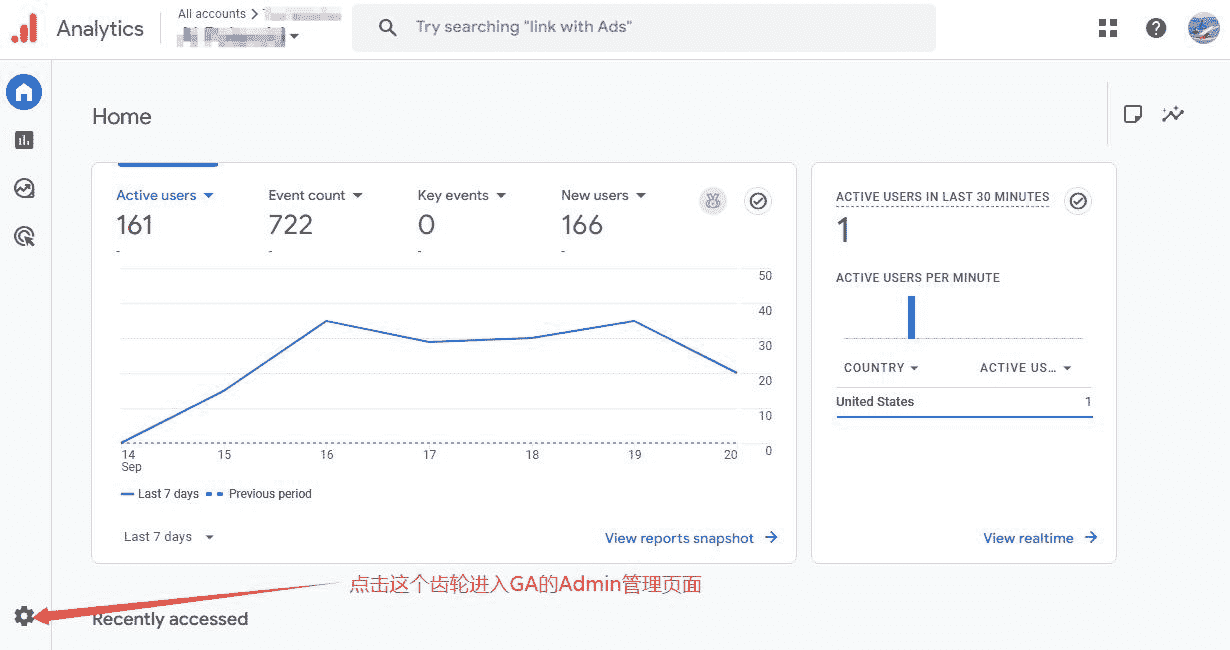 Analytics
All accounts
Try searching "link with Ads"
Home
Active users
161
-
Event count
722
-
Key events
0
-
New users
166
-
50
40
30
20
10
0
14
Sep
15
16
17
18
19
20
Last 7 days
Previous period
Last 7 days
View reports snapshot
ACTIVE USERS IN LAST 30 MINUTES
1
ACTIVE USERS PER MINUTE
COUNTRY
ACTIVE US...
United States
1
View realtime
点击这个齿轮进入GA的Admin管理页面
Recently accessed